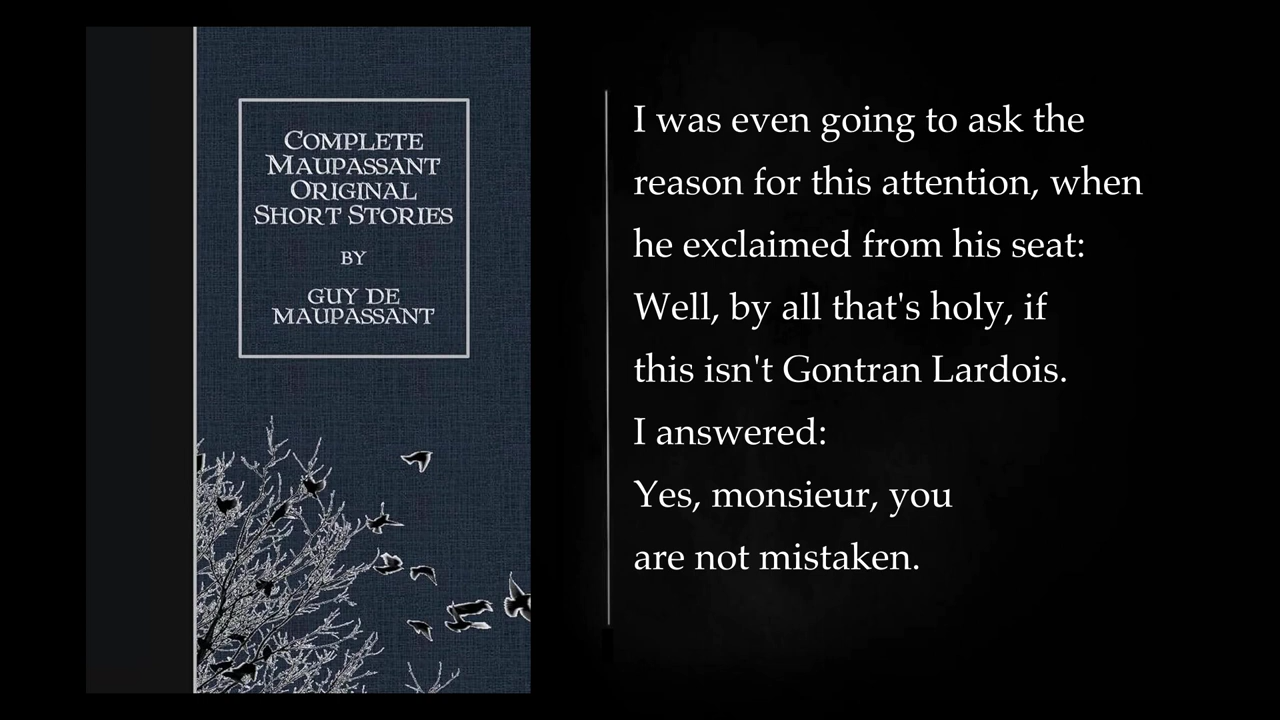 COMPLETE
MAUPASSANT
ORIGINAL
SHORT STORIES
BY
GUY DE
MAUPASSANT
I was even going to ask the
reason for this attention, when
he exclaimed from his seat:
Well, by all that's holy, if
this isn't Gontran Lardois.
I answered:
Yes, monsieur, you
are not mistaken.